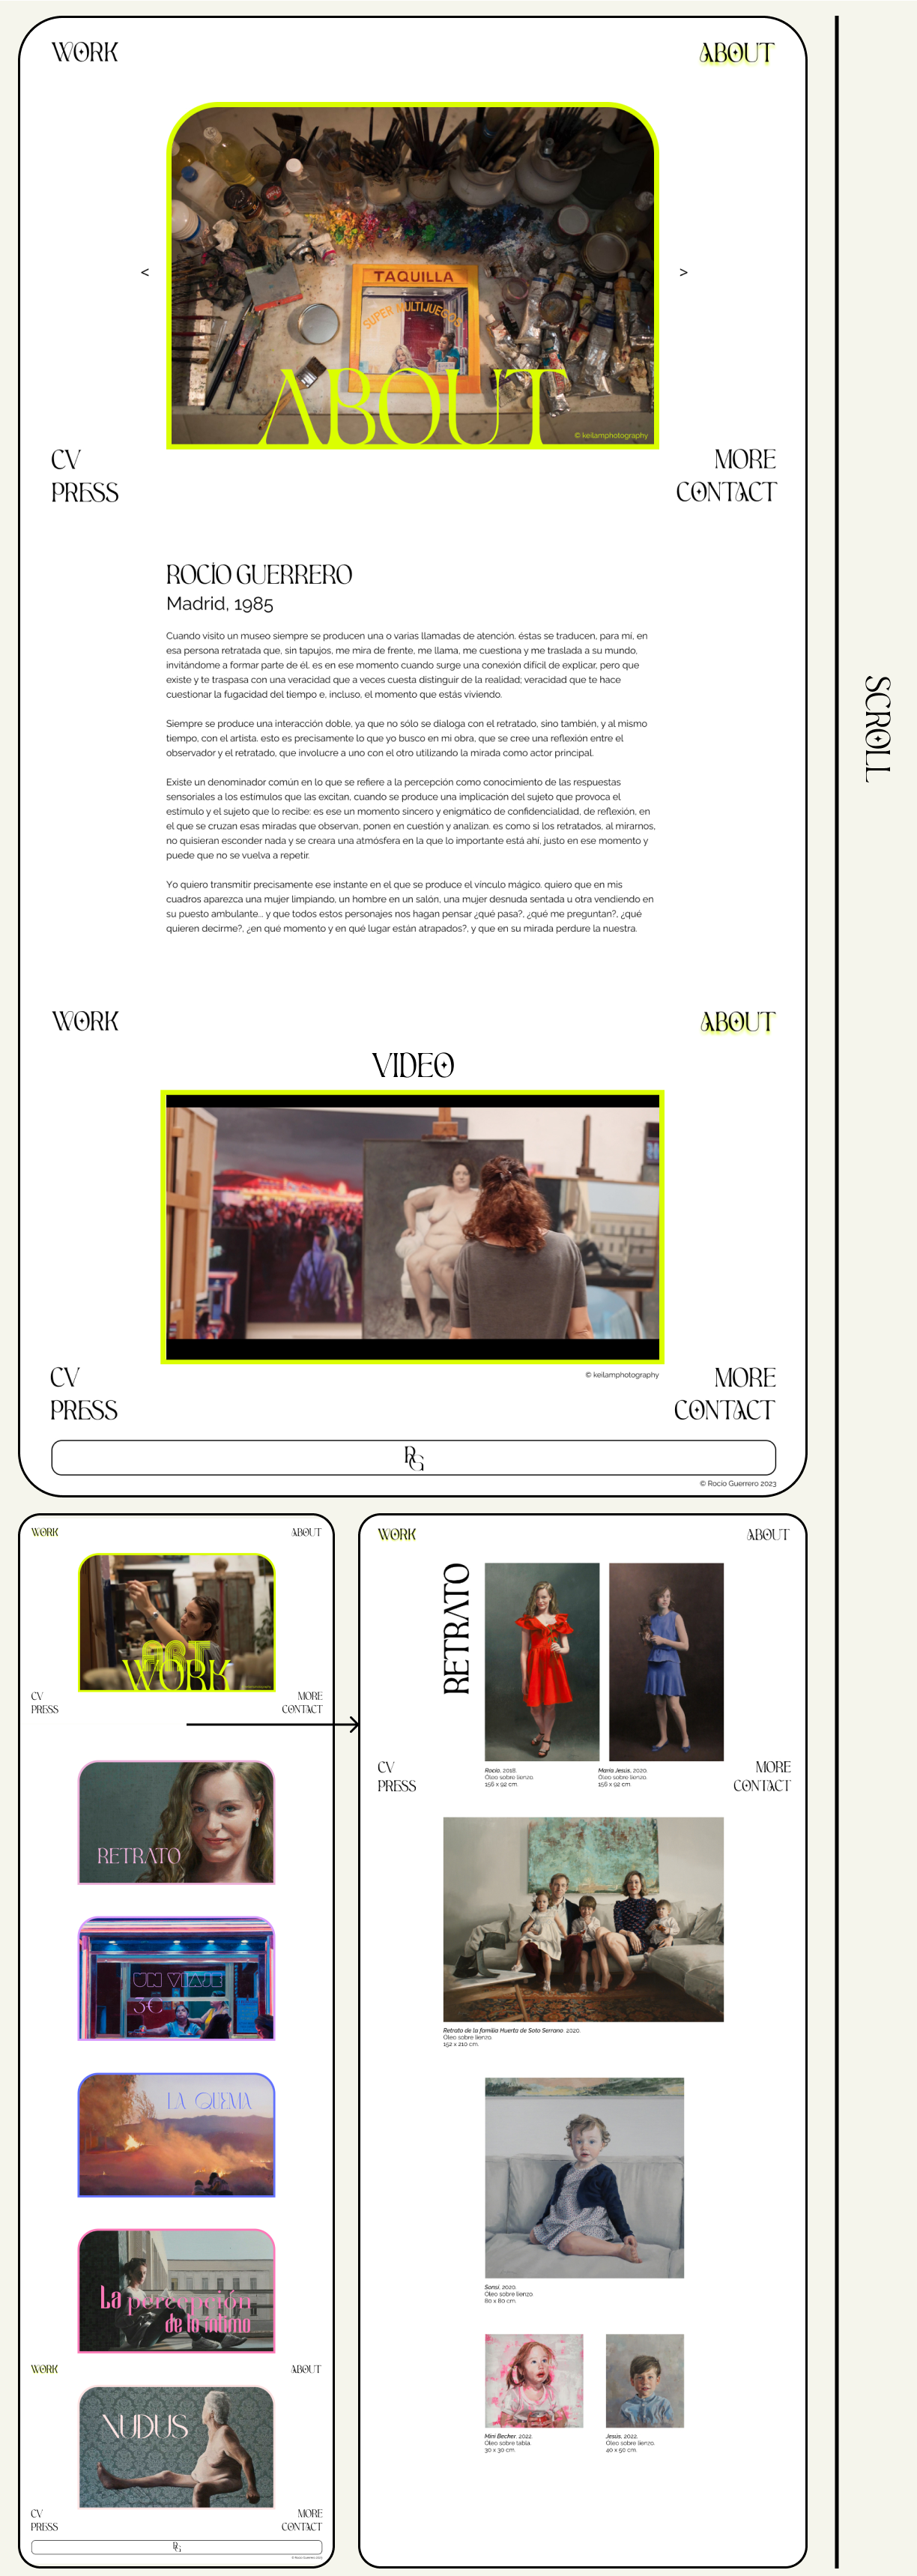 WORK
ABOUT
TAQUILLA
SUPER MULTIJUEGOS
<
>
ABOUT
© keilamphotography
CV
PRESS
MORE
CONTACT
ROCÍO GUERRERO
Madrid, 1985
Cuando visito un museo siempre se producen una o varias llamadas de atención. éstas se traducen, para mí, en
esa persona retratada que, sin tapujos, me mira de frente, me llama, me cuestiona y me traslada a su mundo,
invitándome a formar parte de él. es en ese momento cuando surge una conexión difícil de explicar, pero que
existe y te traspasa con una veracidad que a veces cuesta distinguir de la realidad; veracidad que te hace
cuestionar la fugacidad del tiempo e, incluso, el momento que estás viviendo.
Siempre se produce una interacción doble, ya que no sólo se dialoga con el retratado, sino también, y al mismo
tiempo, con el artista. esto es precisamente lo que yo busco en mi obra, que se cree una reflexión entre el
observador y el retratado, que involucre a uno con el otro utilizando la mirada como actor principal.
Existe un denominador común en lo que se refiere a la percepción como conocimiento de las respuestas
sensoriales a los estímulos que las excitan, cuando se produce una implicación del sujeto que provoca el
estímulo y el sujeto que lo recibe: es ese un momento sincero y enigmático de confidencialidad, de reflexión, en
el que se cruzan esas miradas que observan, ponen en cuestión y analizan. es como si los retratados, al mirarnos,
no quisieran esconder nada y se creara una atmósfera en la que lo importante está ahí, justo en ese momento y
puede que no se vuelva a repetir.
Yo quiero transmitir precisamente ese instante en el que se produce el vínculo mágico. quiero que en mis
cuadros aparezca una mujer limpiando, un hombre en un salón, una mujer desnuda sentada u otra vendiendo en
su puesto ambulante... y que todos estos personajes nos hagan pensar ¿qué pasa?, ¿qué me preguntan?, ¿qué
quieren decirme?, ¿en qué momento y en qué lugar están atrapados?, y que en su mirada perdure la nuestra.
SCROLL
WORK
ABOUT
VIDEO
© keilamphotography
CV
PRESS
MORE
CONTACT
RG
© Rocío Guerrero 2023
WORK
ABOUT
ART
WORK
CV
PRESS
MORE
CONTACT
RETRATO
UN VIAJE
3€
LA QUEMA
La percepción
de lo íntimo
WORK
ABOUT
NUDUS
CV
PRESS
MORE
CONTACT
RG
© Rocío Guerrero 2023
WORK
ABOUT
RETRATO
Rocío, 2018.
Óleo sobre lienzo.
156 x 92 cm.
María Jesús, 2020.
Óleo sobre lienzo.
156 x 92 cm.
CV
PRESS
MORE
CONTACT
Retrato de la familia Huerta de Soto Serrano. 2020.
Óleo sobre lienzo.
152 x 210 cm.
Sonsi, 2020.
Óleo sobre lienzo.
80 x 80 cm.
Mini Becker, 2022.
Óleo sobre tabla.
30 x 30 cm.
Jesús, 2022.
Óleo sobre lienzo.
40 x 50 cm.